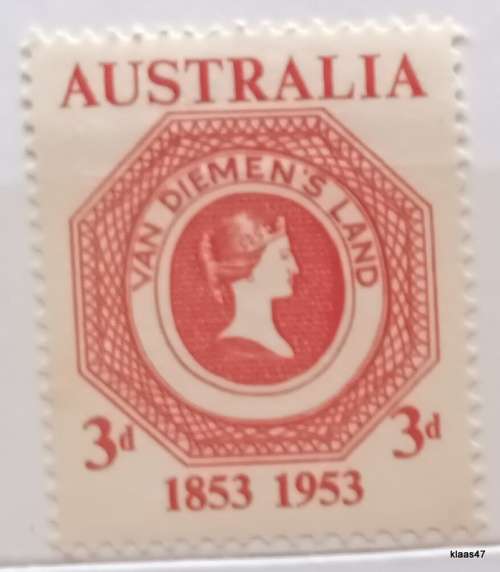 AUSTRALIA
VAN DIEMEN'S LAND
3d
3d
1853 1953
klaas47